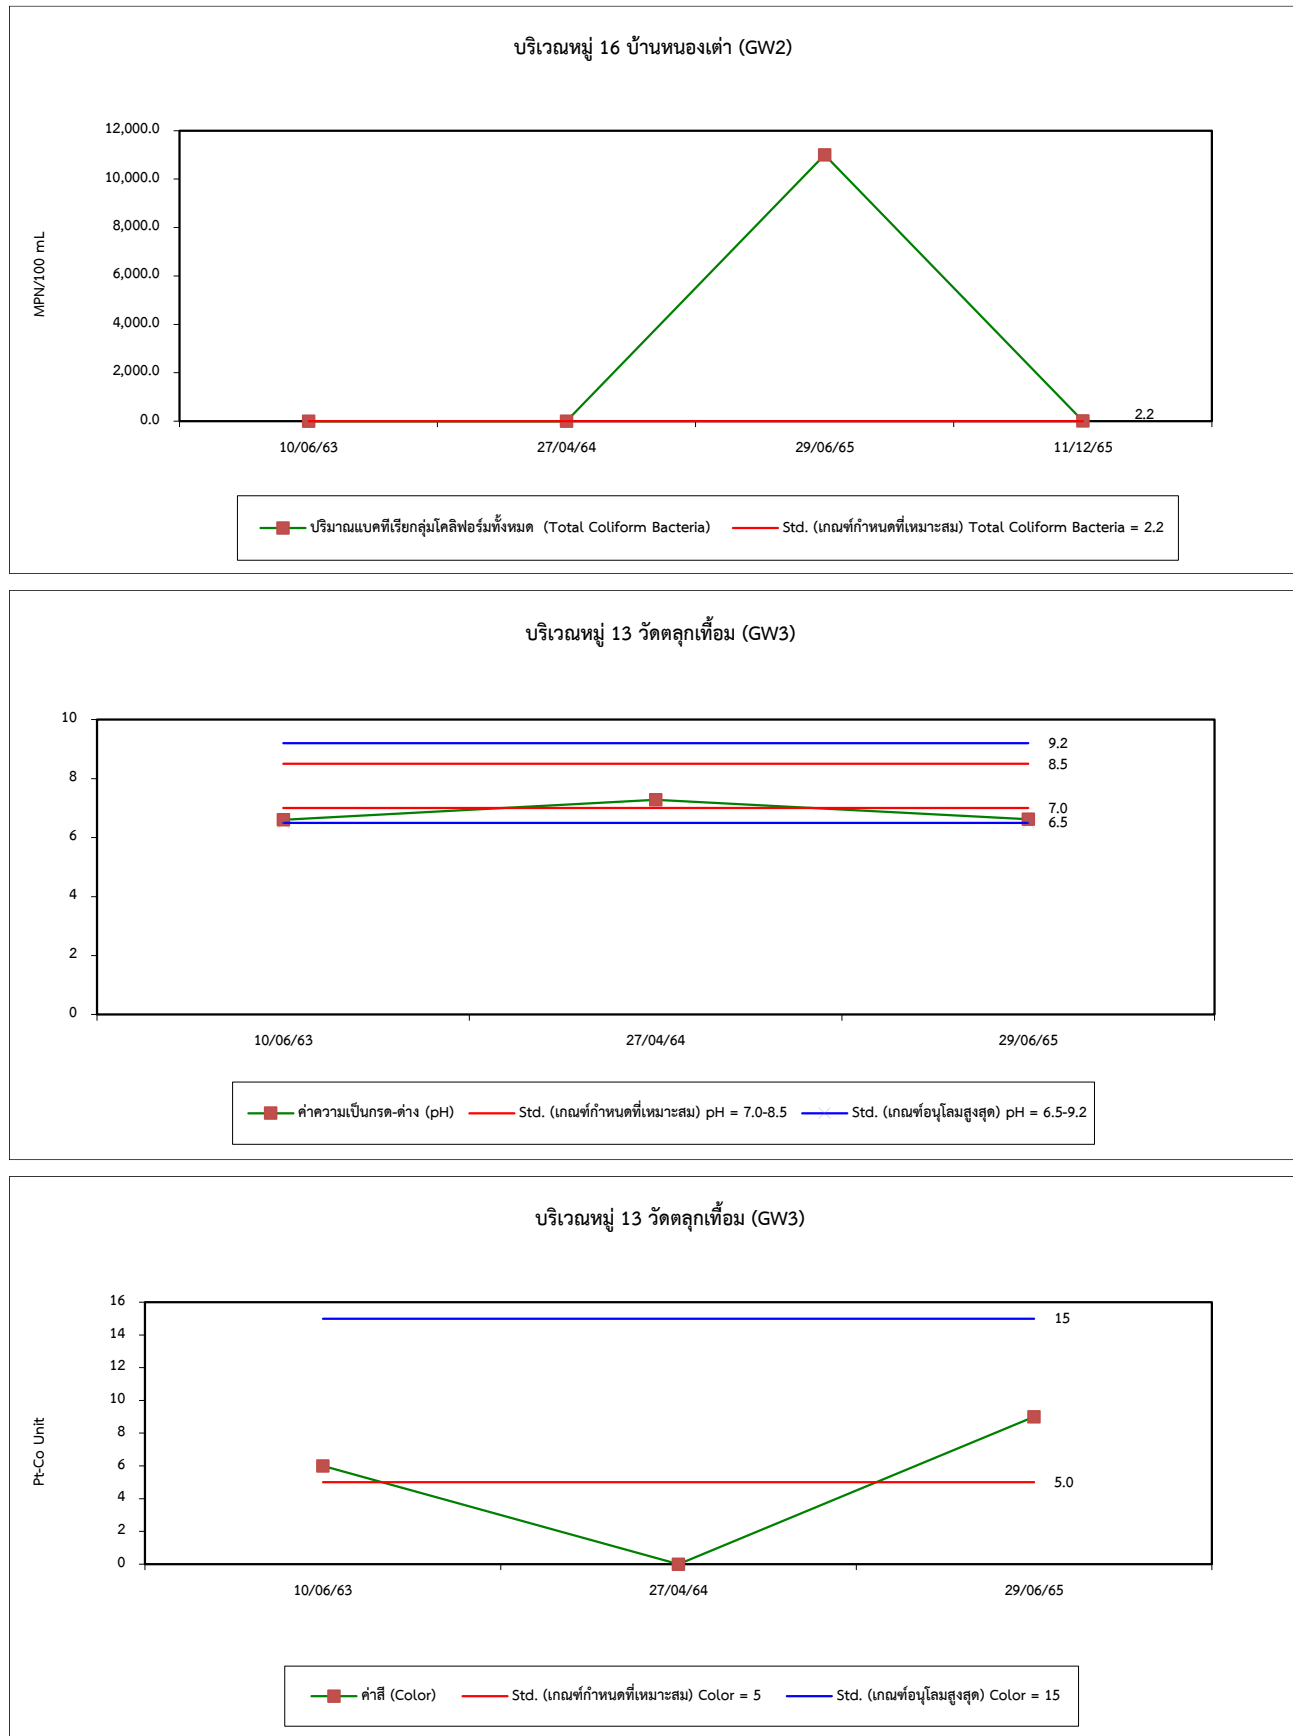 บริเวณหมู่ 16 บ้านหนองเต่า (GW2)
12,000.0
10,000.0
8,000.0
6,000.0
4,000.0
2,000.0
0.0
MPN/100 mL
2.2
10/06/63 27/04/64 29/06/65 11/12/65
ปริมาณแบคทีเรียกลุ่มโคลิฟอร์มทั้งหมด (Total Coliform Bacteria) Std. (เกณฑ์กำหนดที่เหมาะสม) Total Coliform Bacteria = 2.2
บริเวณหมู่ 13 วัดตลุกเทื้อม (GW3)
10
8
6
4
2
0
9.2
8.5
7.0
6.5
10/06/63 27/04/64 29/06/65
ค่าความเป็นกรด-ด่าง (pH) Std. (เกณฑ์กำหนดที่เหมาะสม) pH = 7.0-8.5 Std. (เกณฑ์อนุโลมสูงสุด) pH = 6.5-9.2
บริเวณหมู่ 13 วัดตลุกเทื้อม (GW3)
16
14
12
10
8
6
4
2
0
Pt-Co Unit
15
5.0
10/06/63 27/04/64 29/06/65
ค่าสี (Color) Std. (เกณฑ์กำหนดที่เหมาะสม) Color = 5 Std. (เกณฑ์อนุโลมสูงสุด) Color = 15